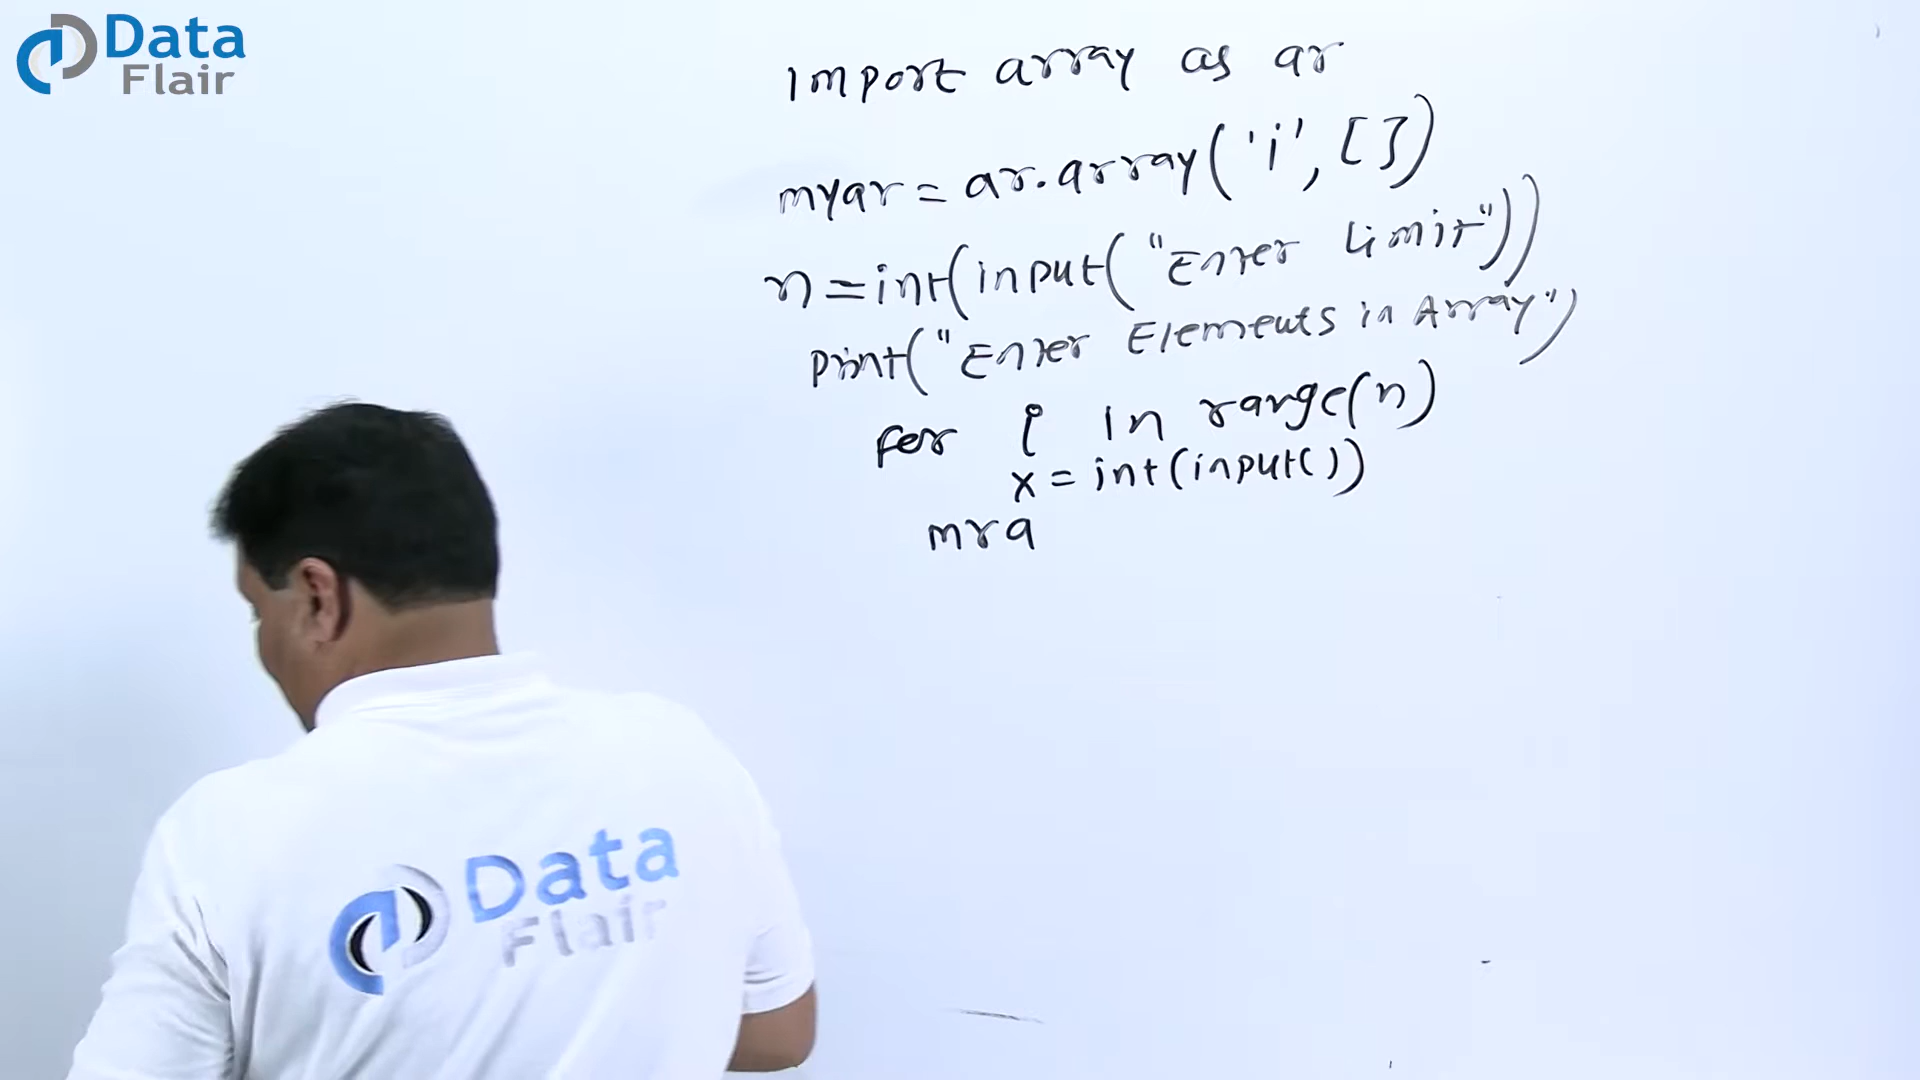 Data
Flair
Import array as ar
myar = ar.array('i', [])
n = int(input("Enter Limit"))
Print("Enter Elements in Array")
for i in range(n)
x = int(input())
mra
Data
Flair